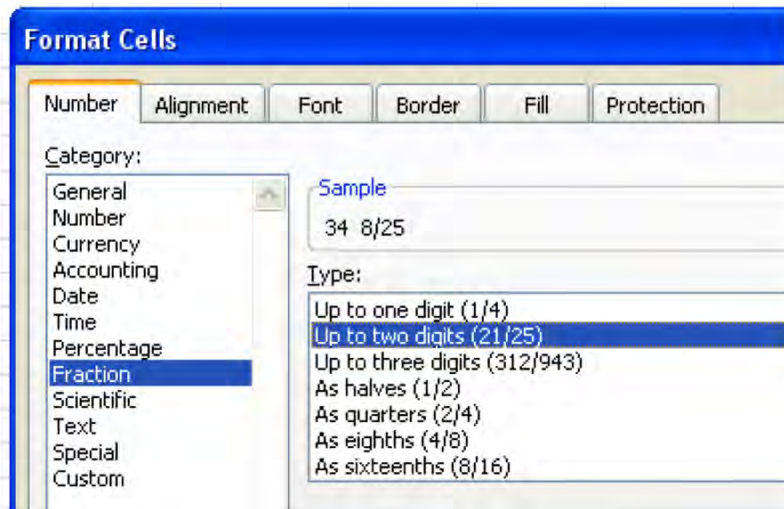 Format Cells
Number Alignment Font Border Fill Protection
Category:
General
Number
Currency
Accounting
Date
Time
Percentage
Fraction
Scientific
Text
Special
Custom
Sample
34 8/25
Type:
Up to one digit (1/4)
Up to two digits (21/25)
Up to three digits (312/943)
As halves (1/2)
As quarters (2/4)
As eighths (4/8)
As sixteenths (8/16)